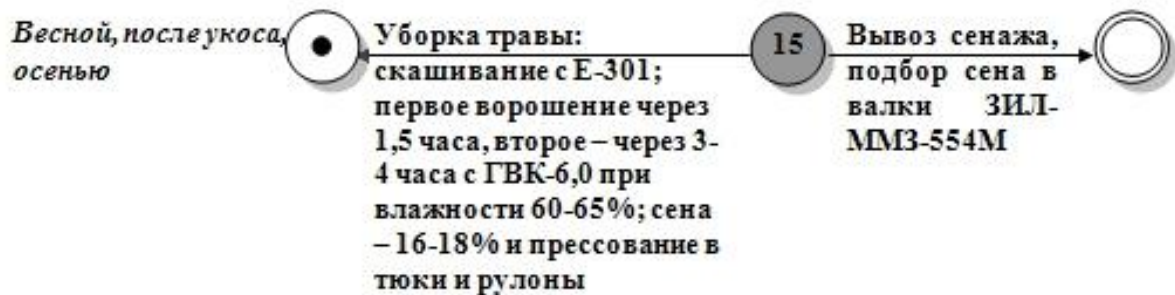 Весной, после укоса,
осенью
Уборка травы:
скашивание с Е-301;
первое ворошение через
1,5 часа, второе – через 3-
4 часа с ГВК-6,0 при
влажности 60-65%; сена
– 16-18% и прессование в
тюки и рулоны
15
Вывоз сенажа,
подбор сена в
валки ЗИЛ-
ММЗ-554М